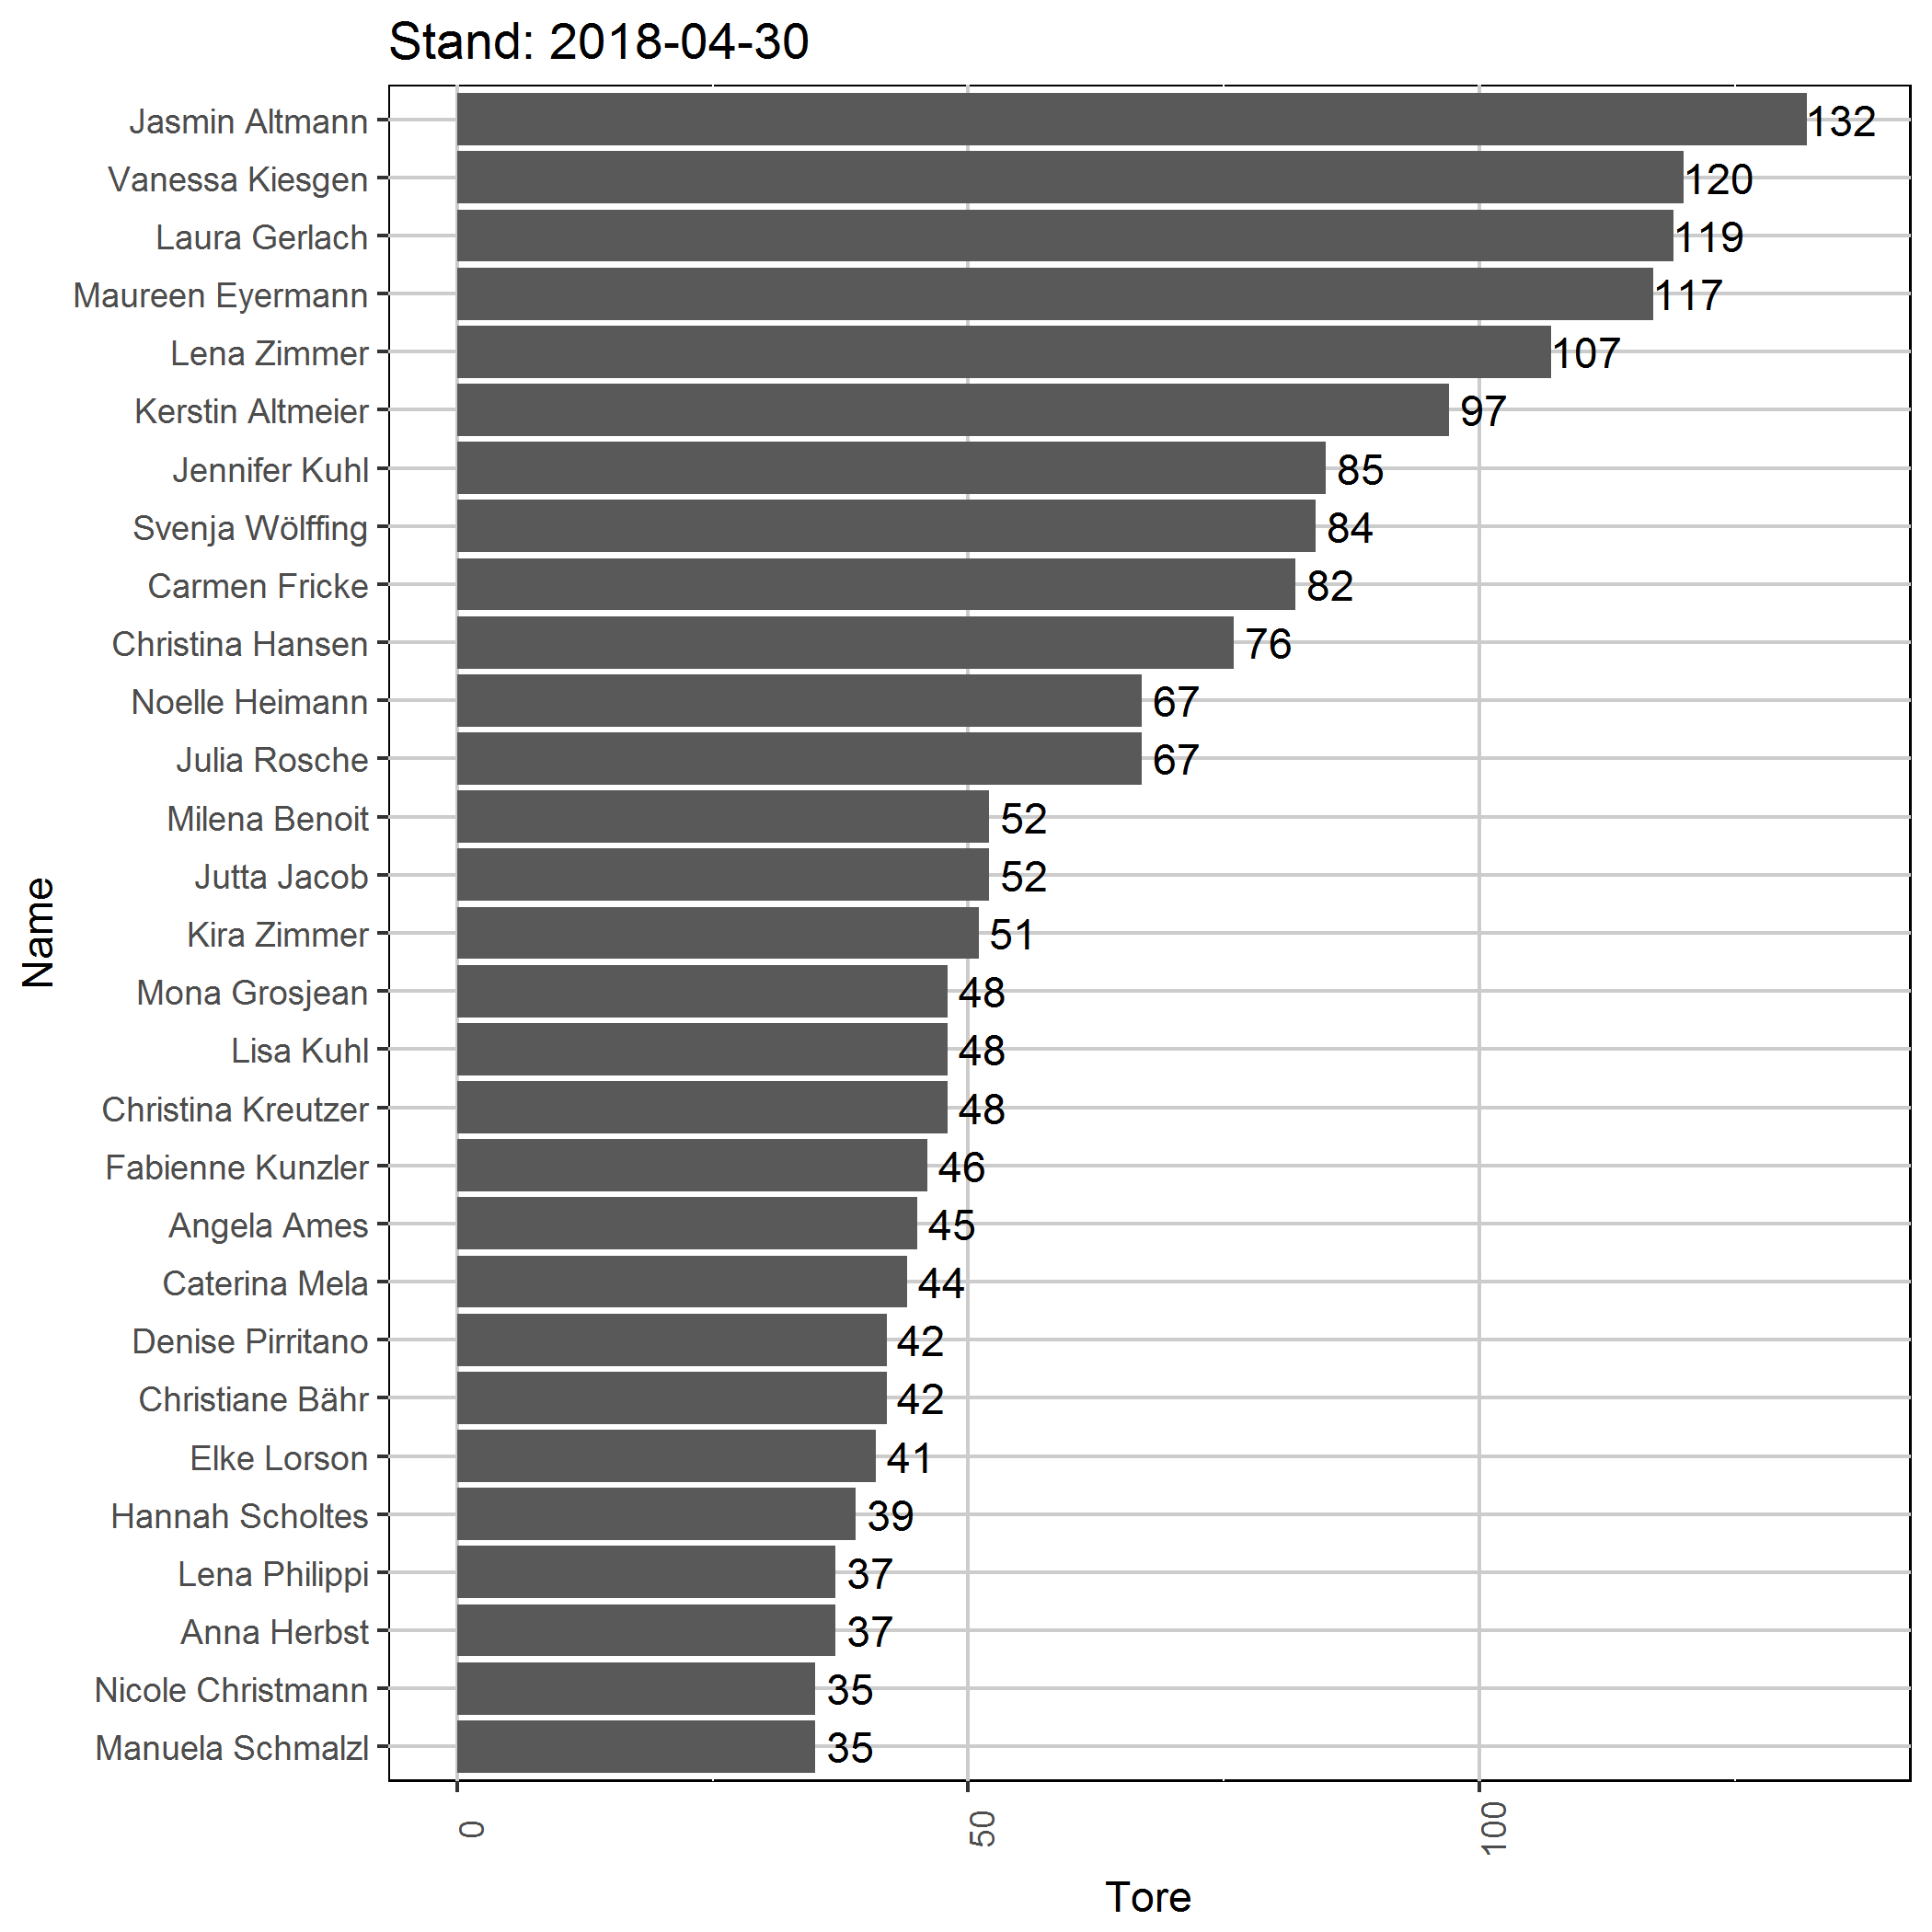 Stand: 2018-04-30
Jasmin Altmann 132
Vanessa Kiesgen 120
Laura Gerlach 119
Maureen Eyermann 117
Lena Zimmer 107
Kerstin Altmeier 97
Jennifer Kuhl 85
Svenja Wölffing 84
Carmen Fricke 82
Christina Hansen 76
Noelle Heimann 67
Julia Rosche 67
Milena Benoit 52
Jutta Jacob 52
Kira Zimmer 51
Mona Grosjean 48
Lisa Kuhl 48
Christina Kreutzer 48
Fabienne Kunzler 46
Angela Ames 45
Caterina Mela 44
Denise Pirritano 42
Christiane Bähr 42
Elke Lorson 41
Hannah Scholtes 39
Lena Philippi 37
Anna Herbst 37
Nicole Christmann 35
Manuela Schmalzl 35
Name
0 50 100
Tore